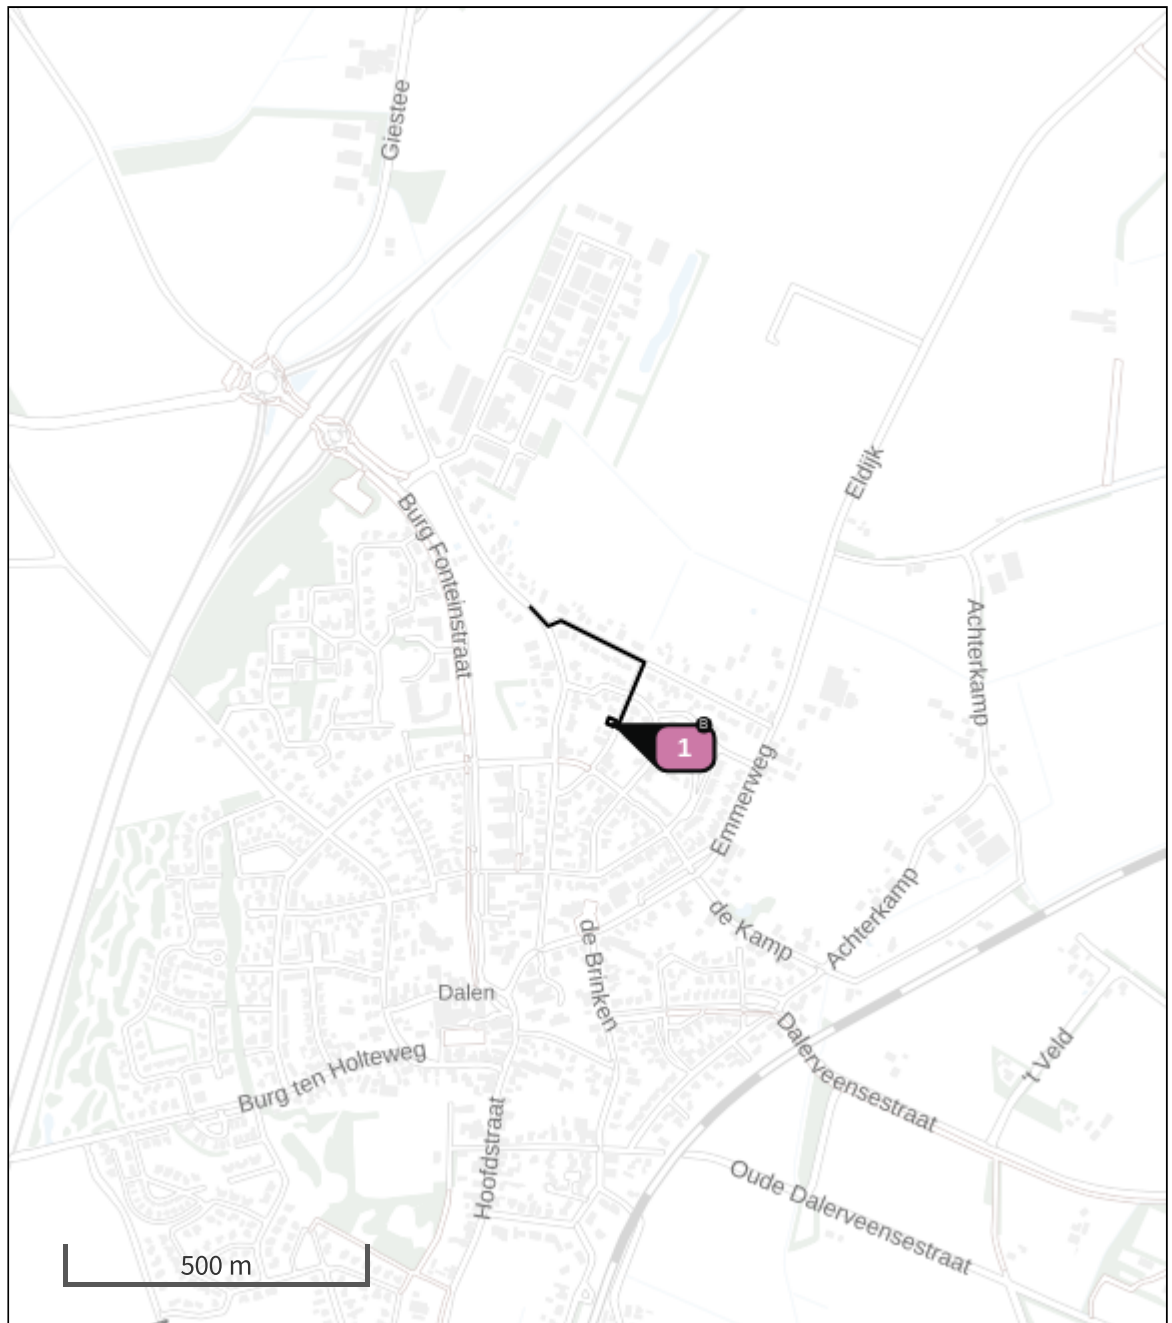 Giestee
Eldijk
Burg Fonteinstraat
Achterkamp
B
1
Emmerweg
Achterkamp
de Kamp
de Brinken
Dalen
Dalerveensestraat
't Veld
Burg ten Holteweg
Hoofdstraat
Oude Dalerveensestraat
500 m